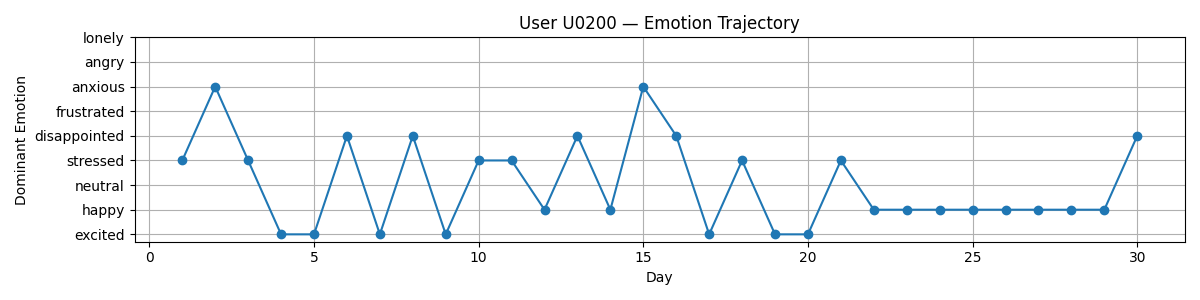 User U0200 — Emotion Trajectory
Dominant Emotion
lonely
angry
anxious
frustrated
disappointed
stressed
neutral
happy
excited
0 5 10 15 20 25 30
Day